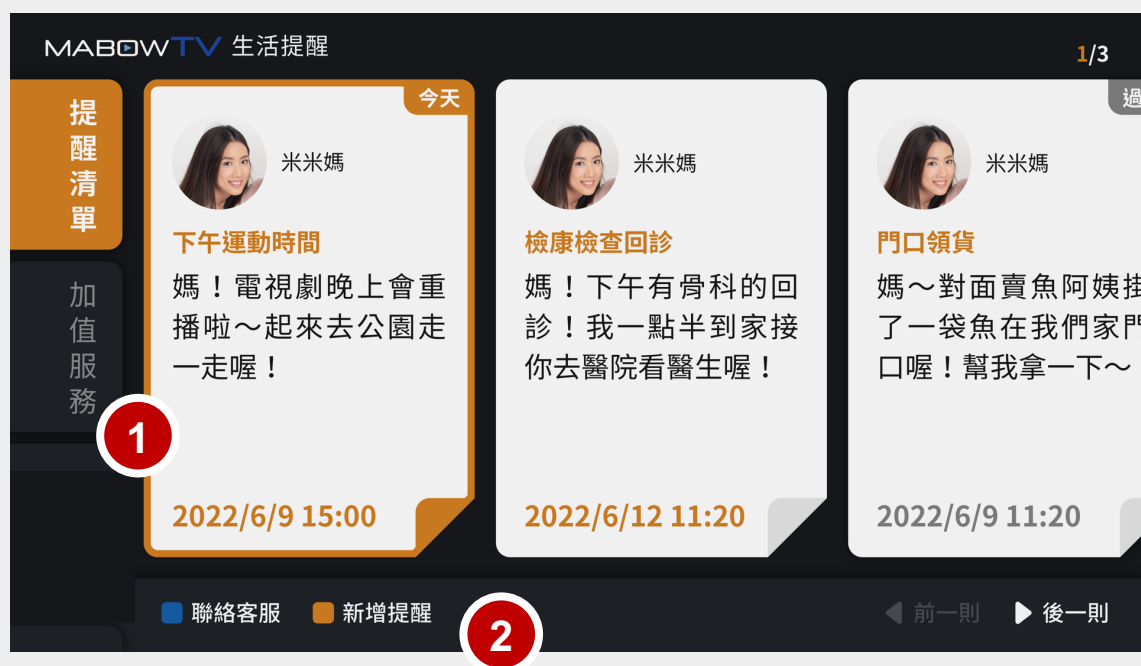 MABOWTV 生活提醒
1/3
提醒清單
加值服務
1
今天
米米媽
下午運動時間
媽！電視劇晚上會重
播啦～起來去公園走
一走喔！
2022/6/9 15:00
米米媽
檢康檢查回診
媽！下午有骨科的回
診！我一點半到家接
你去醫院看醫生喔！
2022/6/12 11:20
過
米米媽
門口領貨
媽～對面賣魚阿姨掛
了一袋魚在我們家門
口喔！幫我拿一下～
2022/6/9 11:20
聯絡客服 新增提醒
2
前一則 後一則